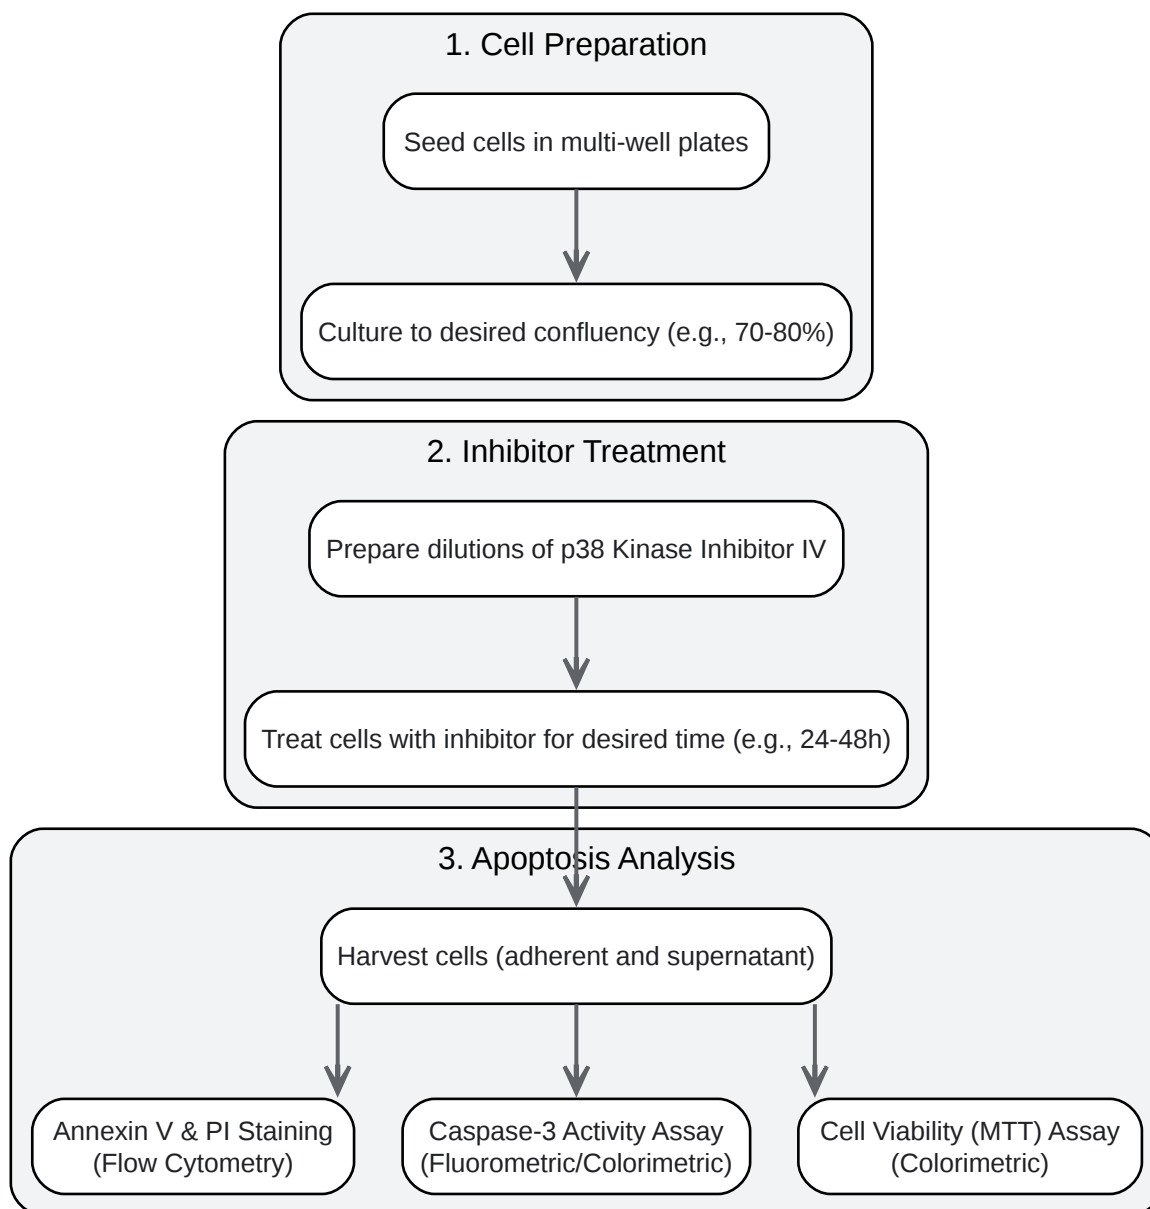 1. Cell Preparation
Seed cells in multi-well plates
Culture to desired confluency (e.g., 70-80%)
2. Inhibitor Treatment
Prepare dilutions of p38 Kinase Inhibitor IV
Treat cells with inhibitor for desired time (e.g., 24-48h)
3. Apoptosis Analysis
Harvest cells (adherent and supernatant)
Annexin V & PI Staining
(Flow Cytometry)
Caspase-3 Activity Assay
(Fluorometric/Colorimetric)
Cell Viability (MTT) Assay
(Colorimetric)